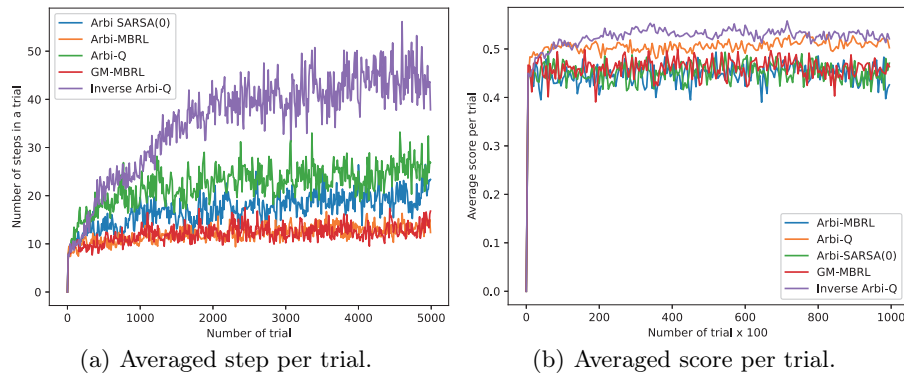 Arbi SARSA(0)
Arbi-MBRL
Arbi-Q
GM-MBRL
Inverse Arbi-Q
Number of steps in a trial
50
40
30
20
10
0
0 1000 2000 3000 4000 5000
Number of trial
(a) Averaged step per trial.
Average score per trial
0.5
0.4
0.3
0.2
0.1
0.0
Arbi-MBRL
Arbi-Q
Arbi-SARSA(0)
GM-MBRL
Inverse Arbi-Q
0 200 400 600 800 1000
Number of trial x 100
(b) Averaged score per trial.